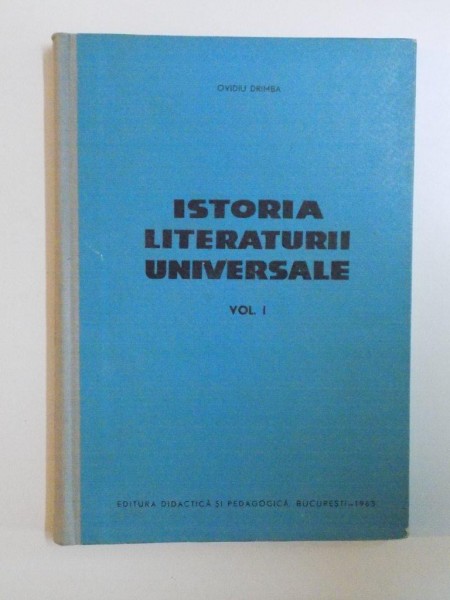 OVIDIU DRIMBA
ISTORIA
LITERATURII
UNIVERSALE
VOL. I
EDITURA DIDACTICĂ ȘI PEDAGOGICĂ, BUCUREȘTI—1965